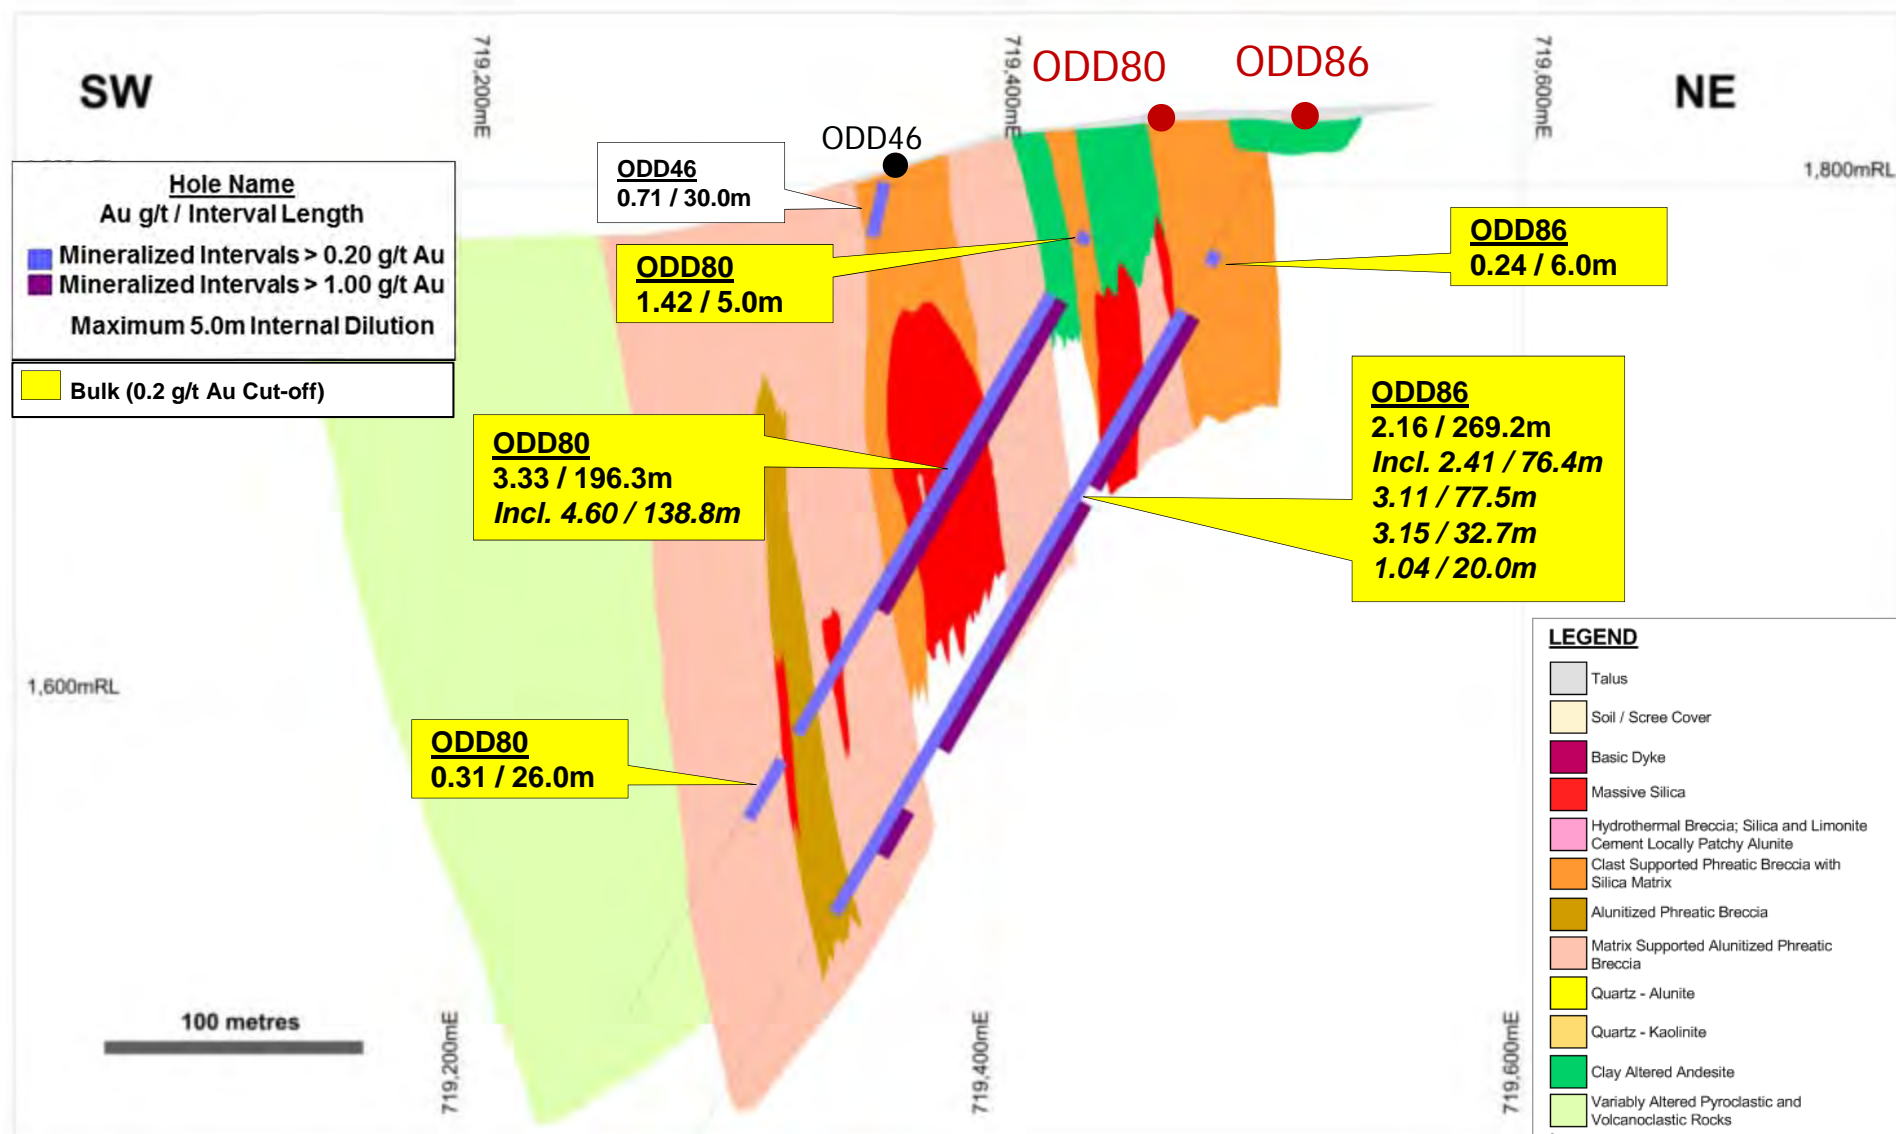 SW
719,200mE
719,400mE
ODD80
ODD86
719,600mE
NE
ODD46
1,800mRL
Hole Name
Au g/t / Interval Length
Mineralized Intervals > 0.20 g/t Au
Mineralized Intervals > 1.00 g/t Au
Maximum 5.0m Internal Dilution
Bulk (0.2 g/t Au Cut-off)
ODD46
0.71 / 30.0m
ODD80
1.42 / 5.0m
ODD86
0.24 / 6.0m
ODD80
3.33 / 196.3m
Incl. 4.60 / 138.8m
ODD86
2.16 / 269.2m
Incl. 2.41 / 76.4m
3.11 / 77.5m
3.15 / 32.7m
1.04 / 20.0m
1,600mRL
ODD80
0.31 / 26.0m
100 metres
719,200mE
719,400mE
719,600mE
LEGEND
Talus
Soil / Scree Cover
Basic Dyke
Massive Silica
Hydrothermal Breccia; Silica and Limonite
Cement Locally Patchy Alunite
Clast Supported Phreatic Breccia with
Silica Matrix
Alunitized Phreatic Breccia
Matrix Supported Alunitized Phreatic
Breccia
Quartz - Alunite
Quartz - Kaolinite
Clay Altered Andesite
Variably Altered Pyroclastic and
Volcanoclastic Rocks